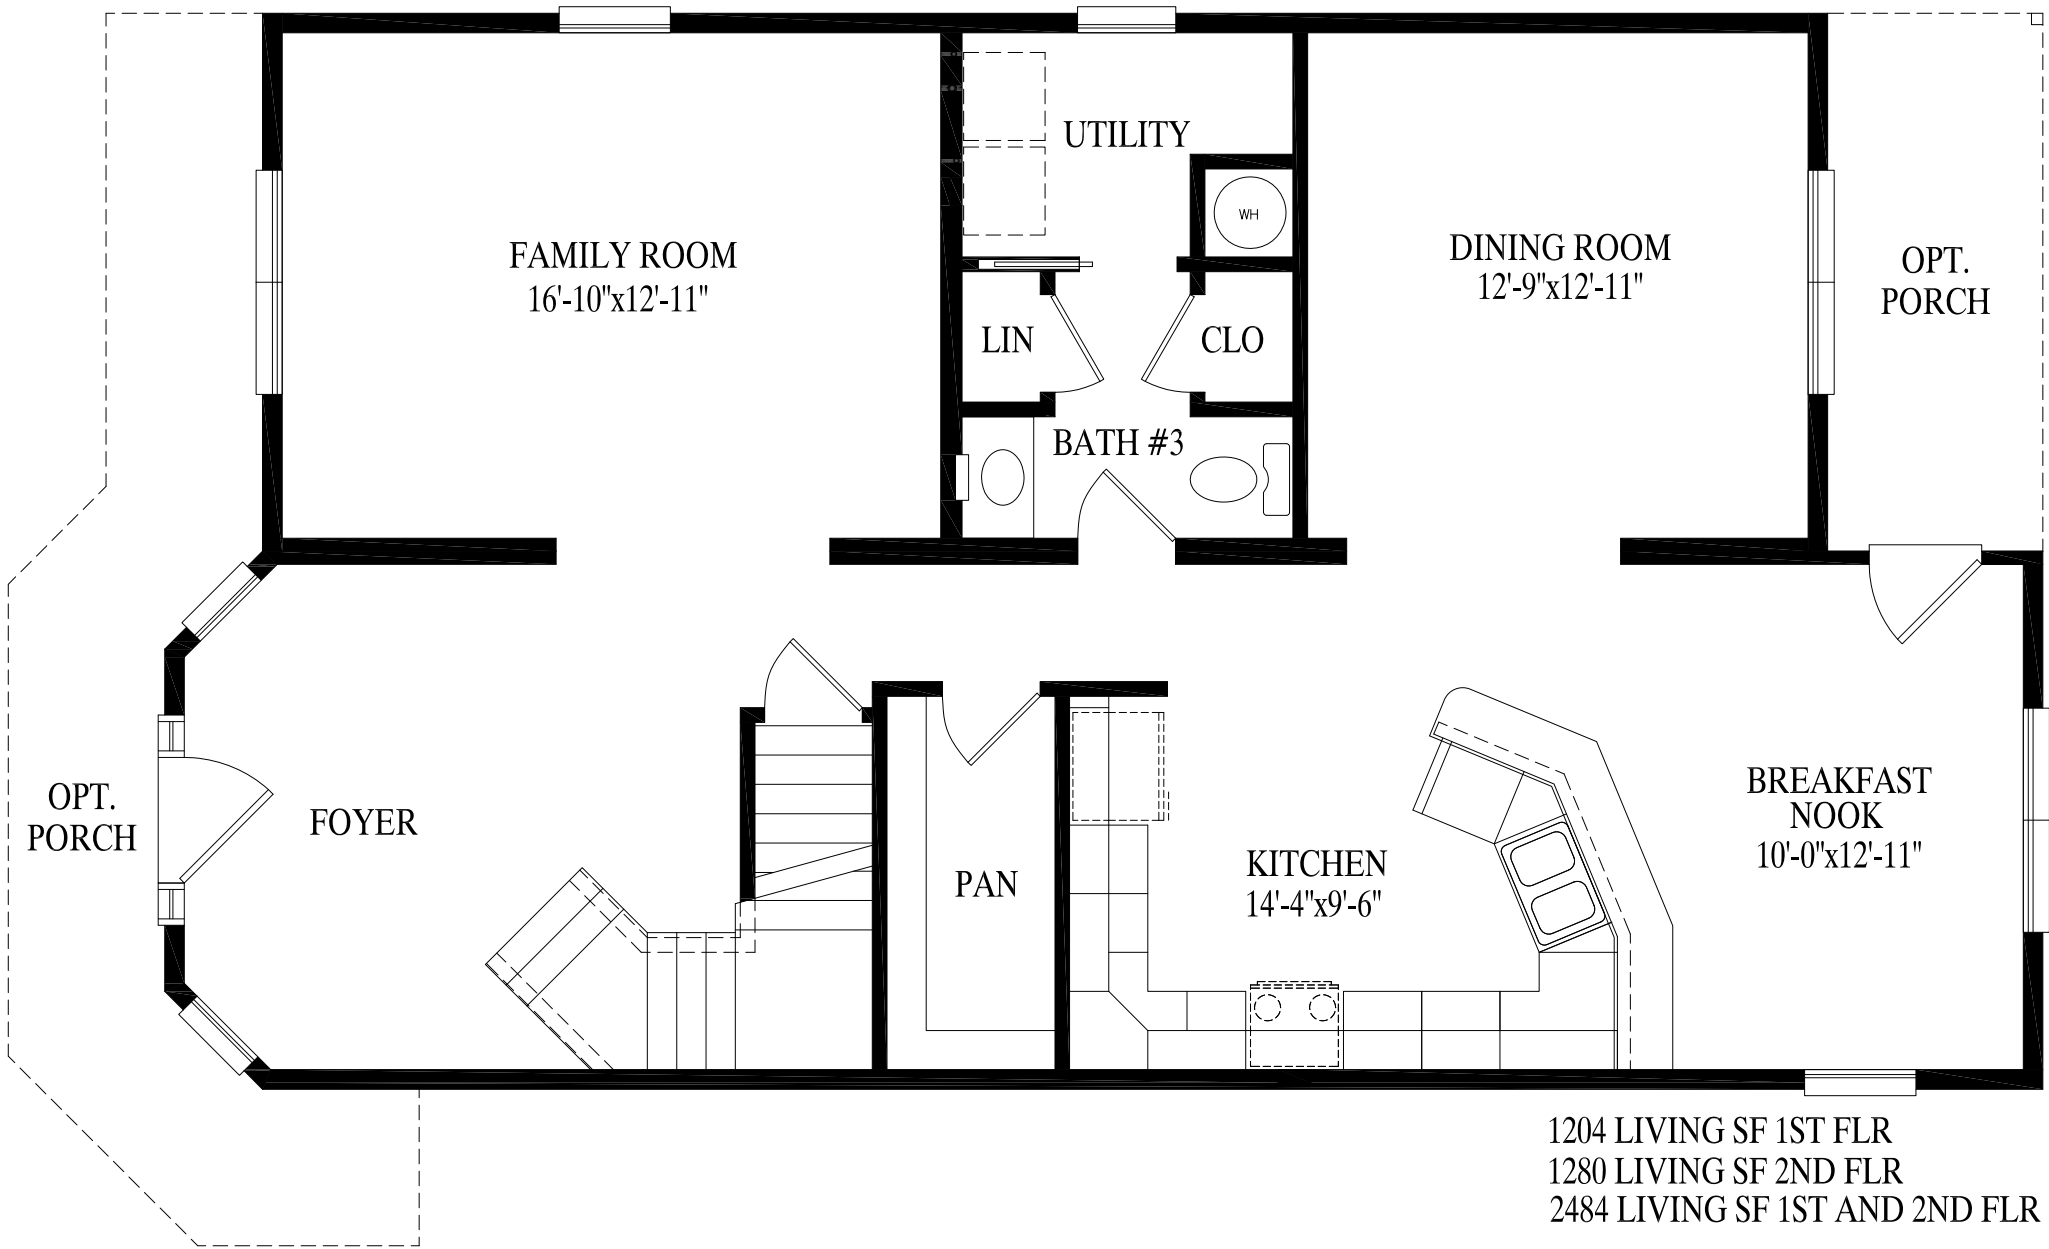 UTILITY
WH
FAMILY ROOM
16'-10"x12'-11"
DINING ROOM
12'-9"x12'-11"
OPT.
PORCH
LIN
CLO
BATH #3
OPT.
PORCH
FOYER
PAN
KITCHEN
14'-4"x9'-6"
BREAKFAST
NOOK
10'-0"x12'-11"
1204 LIVING SF 1ST FLR
1280 LIVING SF 2ND FLR
2484 LIVING SF 1ST AND 2ND FLR